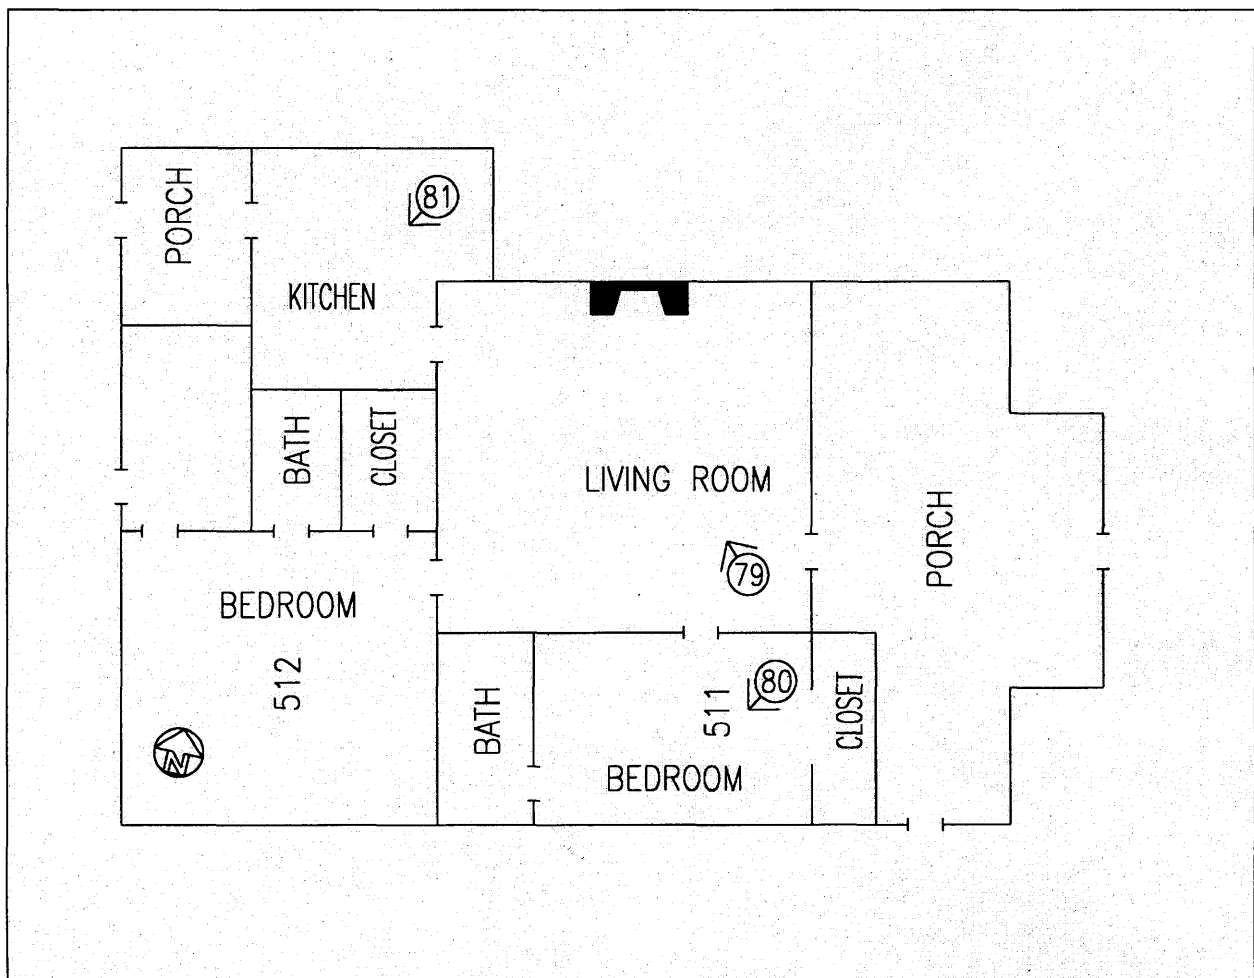 PORCH
81
KITCHEN
BATH
CLOSET
LIVING ROOM
PORCH
79
BEDROOM
512
80
511
BATH
CLOSET
BEDROOM
N